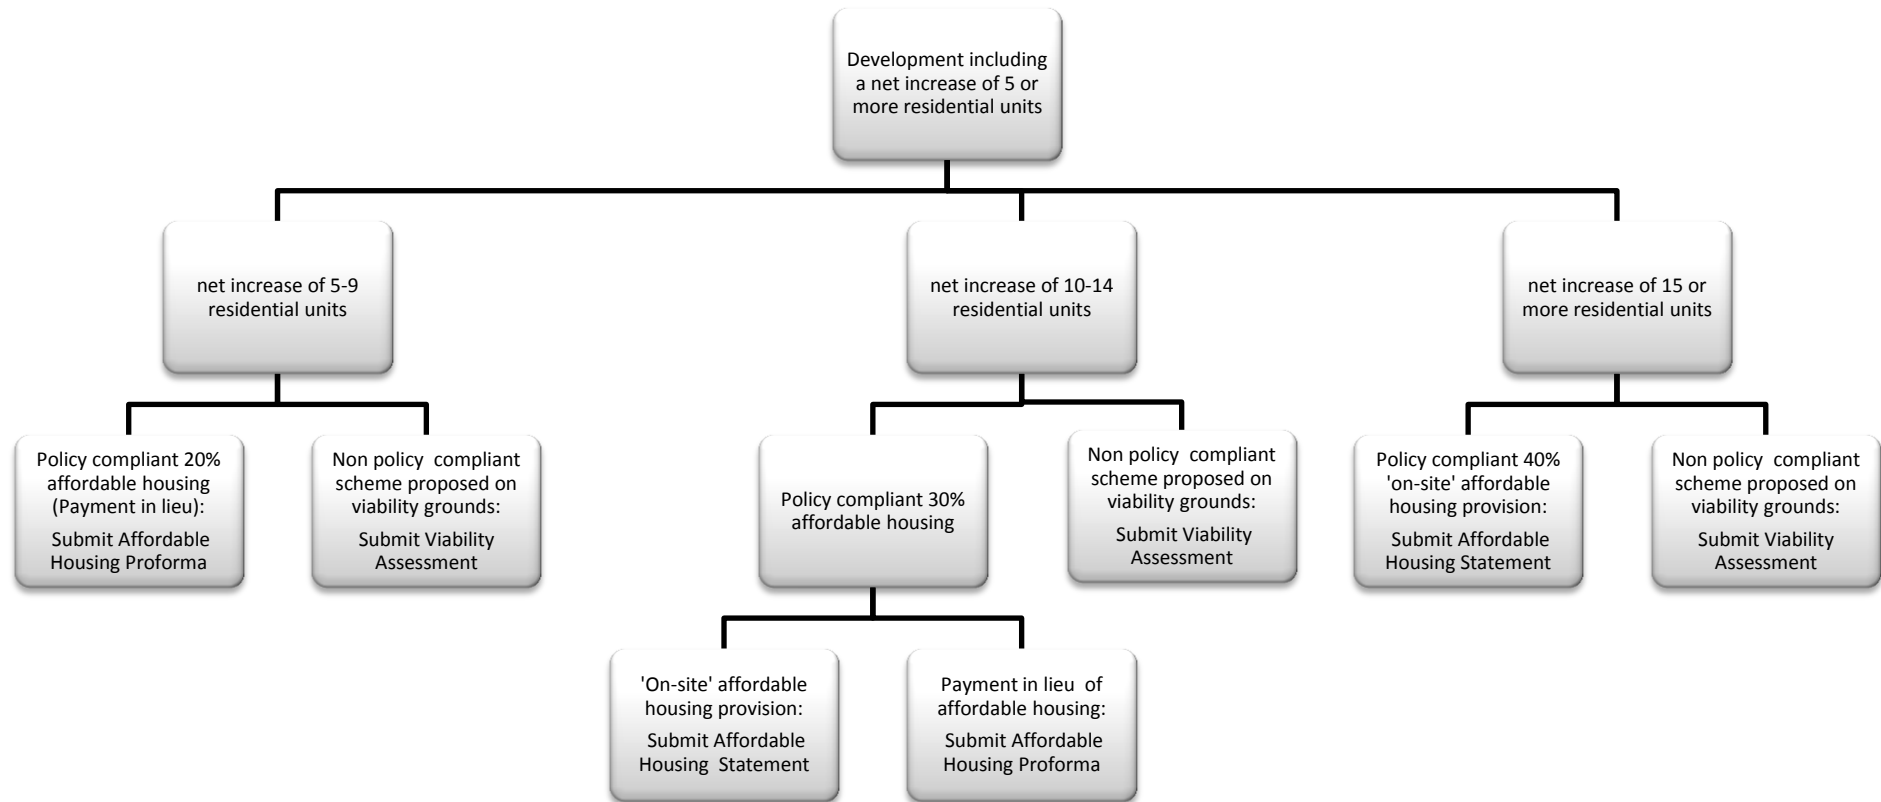 Development including
a net increase of 5 or
more residential units
net increase of 5-9
residential units
net increase of 10-14
residential units
net increase of 15 or
more residential units
Policy compliant 20%
affordable housing
(Payment in lieu):
Submit Affordable
Housing Proforma
Non policy compliant
scheme proposed on
viability grounds:
Submit Viability
Assessment
Policy compliant 30%
affordable housing
Non policy compliant
scheme proposed on
viability grounds:
Submit Viability
Assessment
Policy compliant 40%
'on-site' affordable
housing provision:
Submit Affordable
Housing Statement
Non policy compliant
scheme proposed on
viability grounds:
Submit Viability
Assessment
'On-site' affordable
housing provision:
Submit Affordable
Housing Statement
Payment in lieu of
affordable housing:
Submit Affordable
Housing Proforma